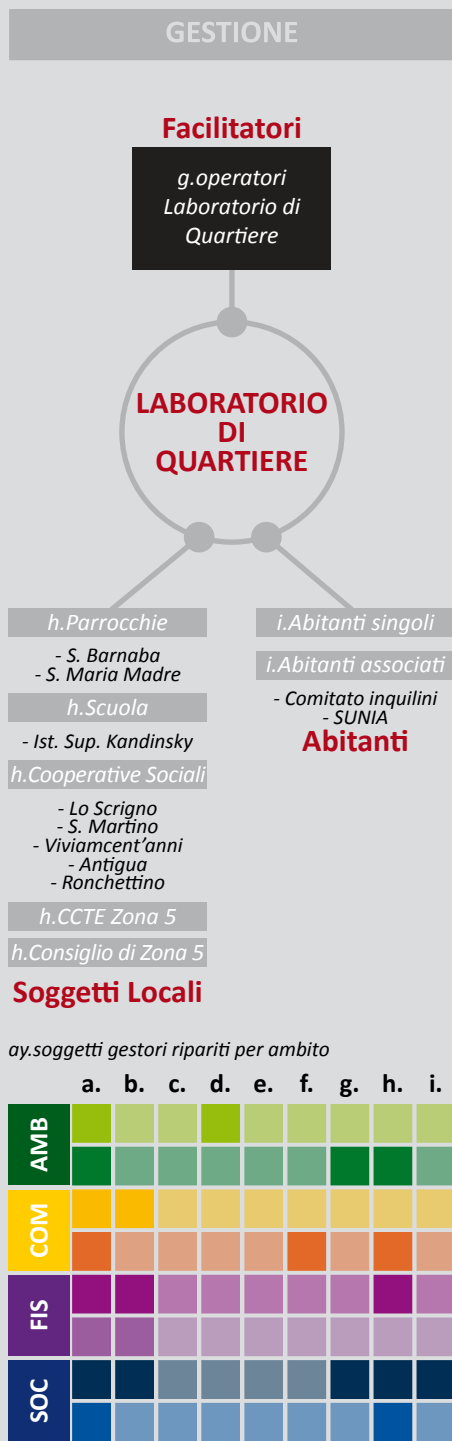 GESTIONE
Facilitatori
g.operatori
Laboratorio di
Quartiere
LABORATORIO
DI
QUARTIERE
h.Parrocchie
- S. Barnaba
- S. Maria Madre
h.Scuola
- Ist. Sup. Kandinsky
h.Cooperative Sociali
- Lo Scrigno
- S. Martino
- Viviamcent'anni
- Antigua
- Ronchettino
h.CCTE Zona 5
h.Consiglio di Zona 5
Soggetti Locali
i.Abitanti singoli
i.Abitanti associati
- Comitato inquilini
- SUNIA
Abitanti
ay.soggetti gestori ripariti per ambito
a. b. c. d. e. f. g. h. i.
AMB
COM
FIS
SOC